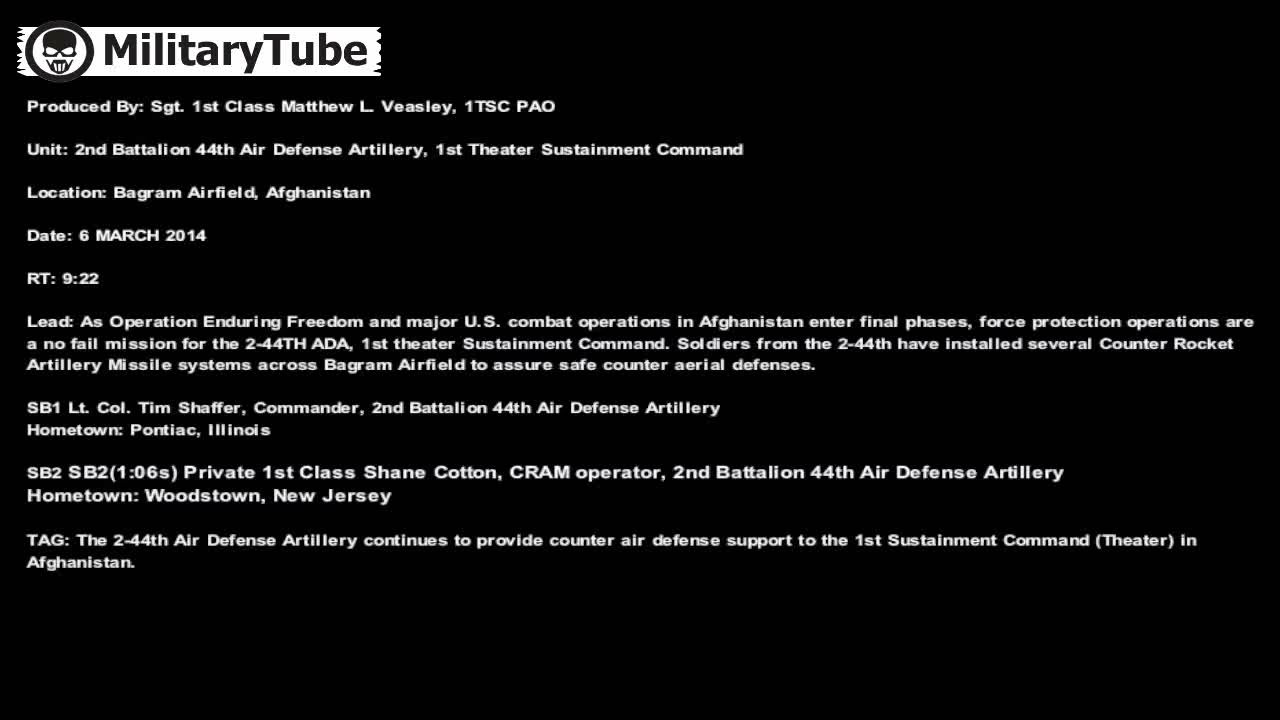 MilitaryTube
Produced By: Sgt. 1st Class Matthew L. Veasley, 1TSC PAO
Unit: 2nd Battalion 44th Air Defense Artillery, 1st Theater Sustainment Command
Location: Bagram Airfield, Afghanistan
Date: 6 MARCH 2014
RT: 9:22
Lead: As Operation Enduring Freedom and major U.S. combat operations in Afghanistan enter final phases, force protection operations are
a no fail mission for the 2-44TH ADA, 1st theater Sustainment Command. Soldiers from the 2-44th have installed several Counter Rocket
Artillery Missile systems across Bagram Airfield to assure safe counter aerial defenses.
SB1 Lt. Col. Tim Shaffer, Commander, 2nd Battalion 44th Air Defense Artillery
Hometown: Pontiac, Illinois
SB2 SB2(1:06s) Private 1st Class Shane Cotton, CRAM operator, 2nd Battalion 44th Air Defense Artillery
Hometown: Woodstown, New Jersey
TAG: The 2-44th Air Defense Artillery continues to provide counter air defense support to the 1st Sustainment Command (Theater) in
Afghanistan.